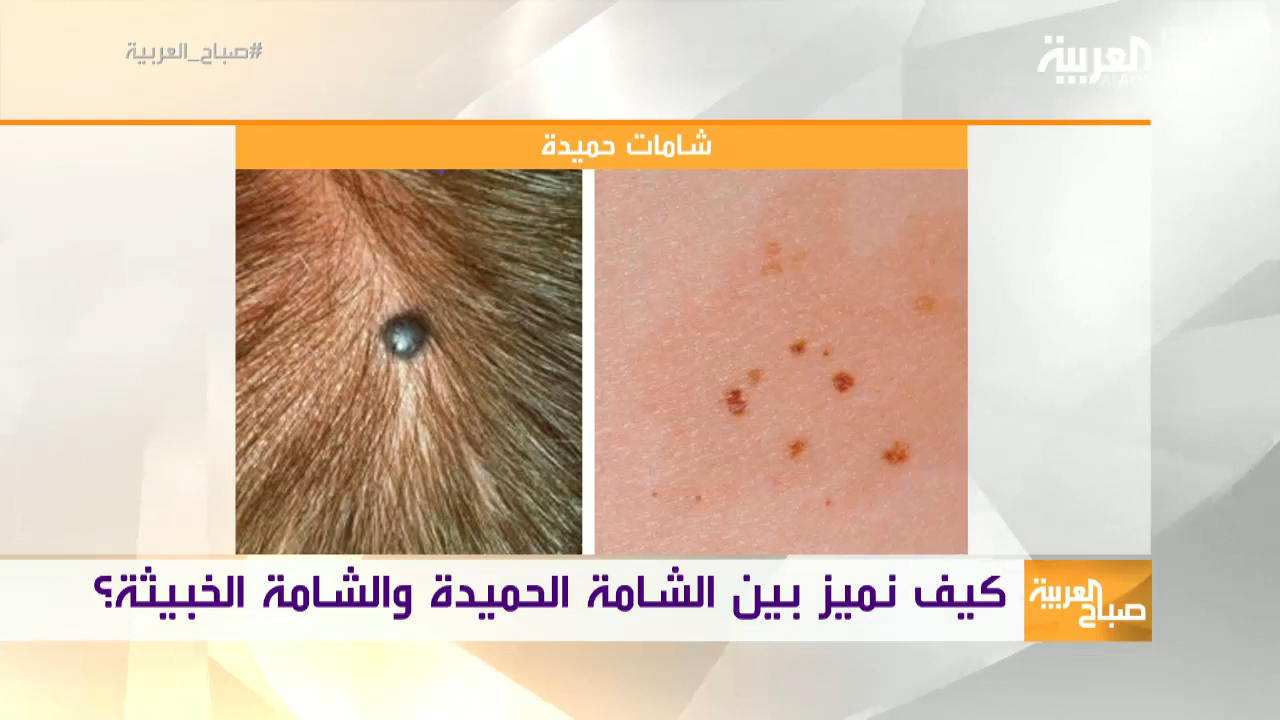 #صباح_العربية
العربية
شامات حميدة
كيف نميز بين الشامة الحميدة والشامة الخبيثة؟
صباح العربية